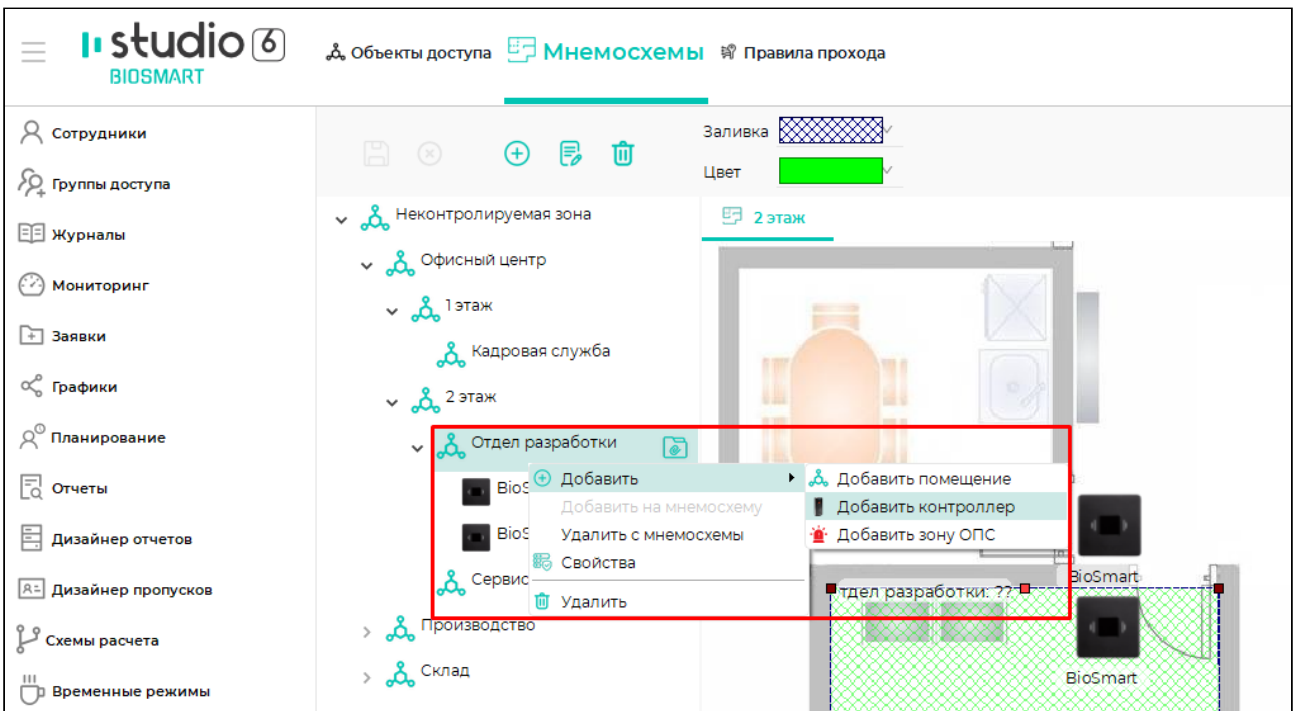 studio 6
BIOSMART
Объекты доступа
Мнемосхемы
Правила прохода
Сотрудники
Группы доступа
Журналы
Мониторинг
Заявки
Графики
Планирование
Отчеты
Дизайнер отчетов
Дизайнер пропусков
Схемы расчета
Временные режимы
Заливка
Цвет
Неконтролируемая зона
Офисный центр
1 этаж
Кадровая служба
2 этаж
Отдел разработки
BioS
BioS
Сервис
Производство
Склад
Добавить
Добавить на мнемосхему
Удалить с мнемосхемы
Свойства
Удалить
Добавить помещение
Добавить контроллер
Добавить зону ОПС
2 этаж
BioSmart
тдел разработки: ??
BioSmart